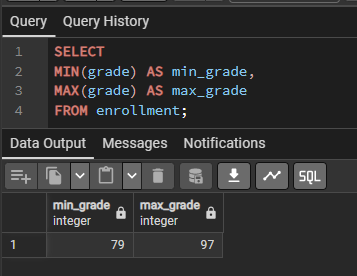 Query Query History
1 SELECT
2 MIN(grade) AS min_grade,
3 MAX(grade) AS max_grade
4 FROM enrollment;
Data Output Messages Notifications
SQL
min_grade max_grade
integer integer
1 79 97